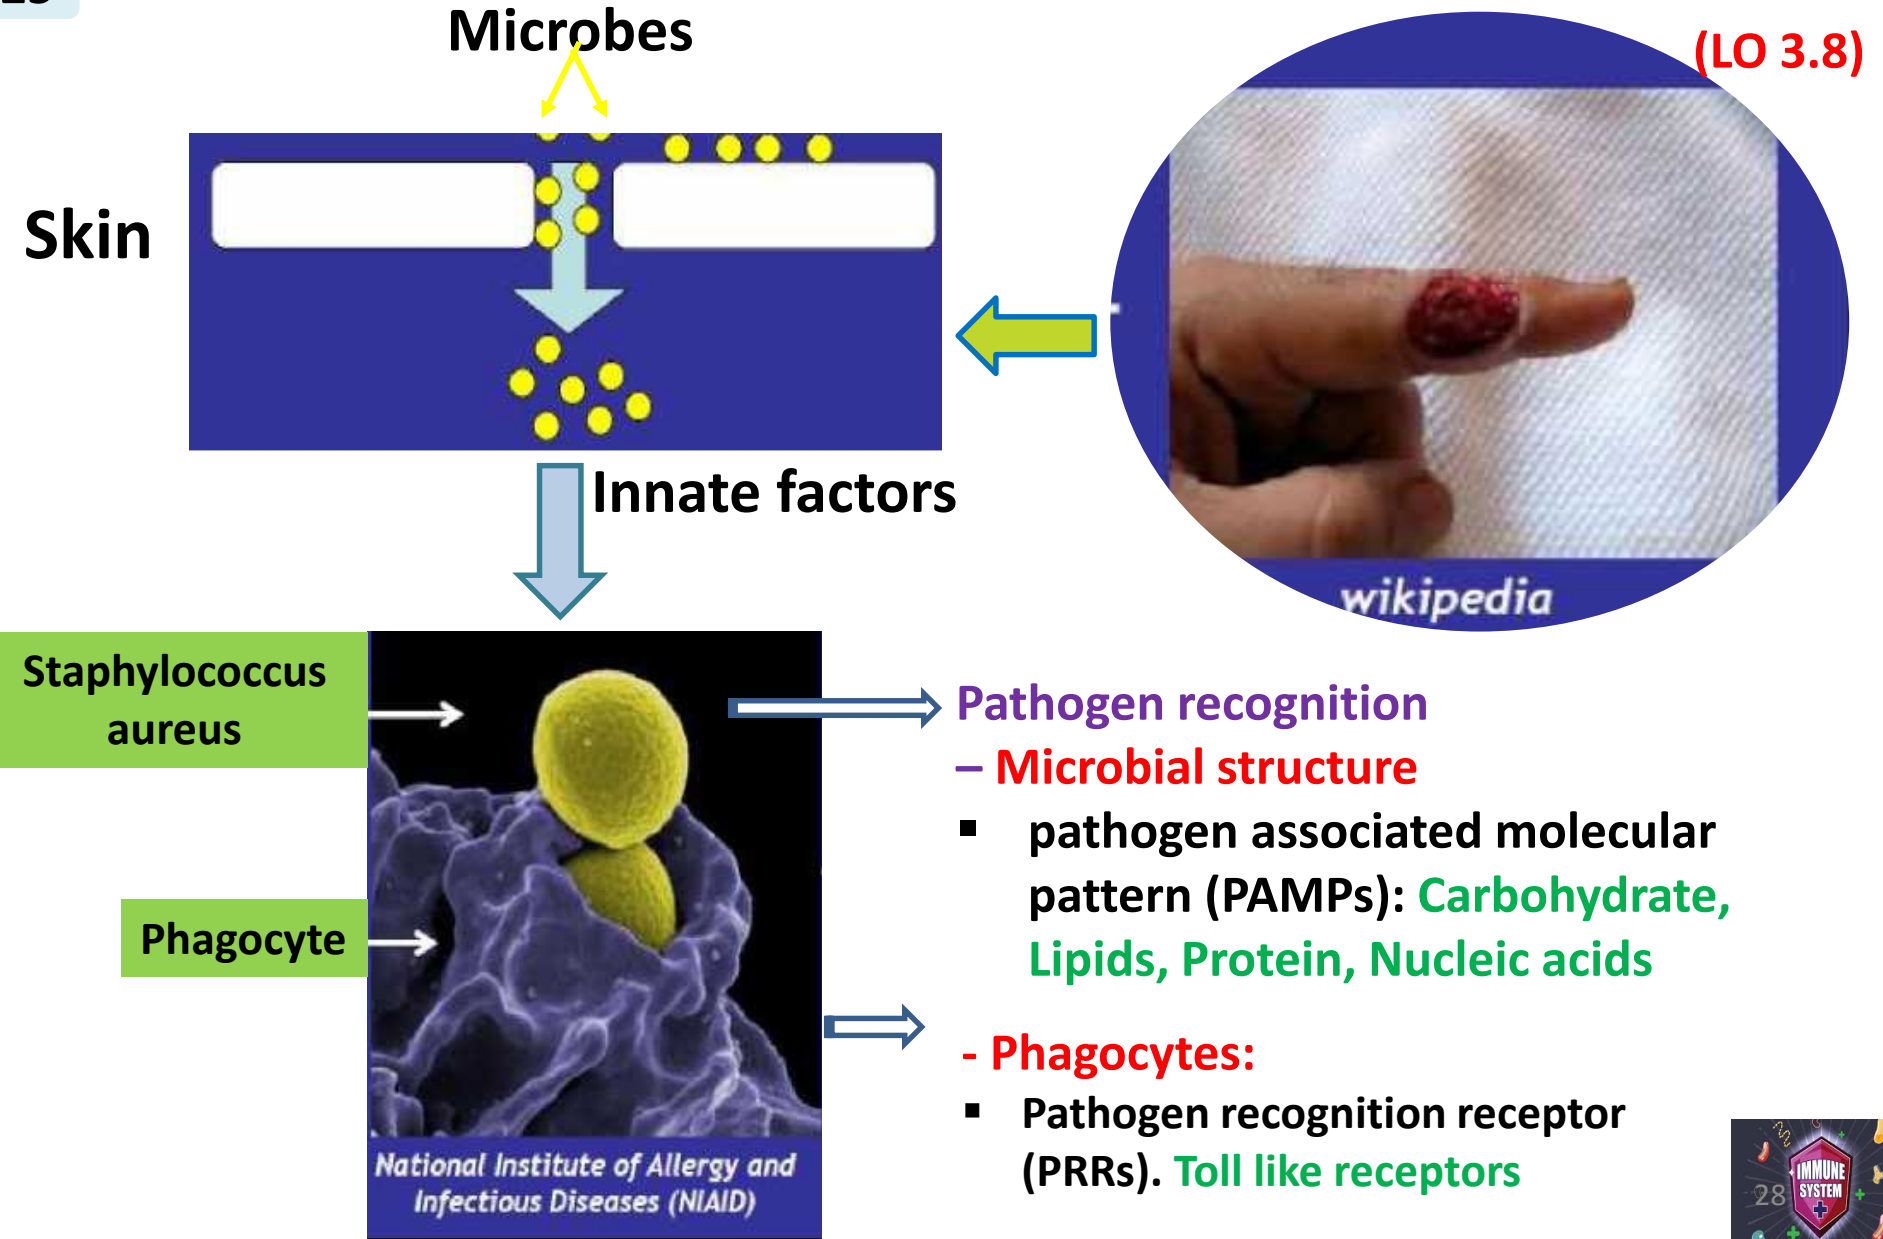 Microbes
(LO 3.8)
Skin
Innate factors
wikipedia
Staphylococcus
aureus
Phagocyte
National Institute of Allergy and
Infectious Diseases (NIAID)
Pathogen recognition
– Microbial structure
▪ pathogen associated molecular
pattern (PAMPs): Carbohydrate,
Lipids, Protein, Nucleic acids
- Phagocytes:
▪ Pathogen recognition receptor
(PRRs). Toll like receptors
28
IMMUNE
SYSTEM